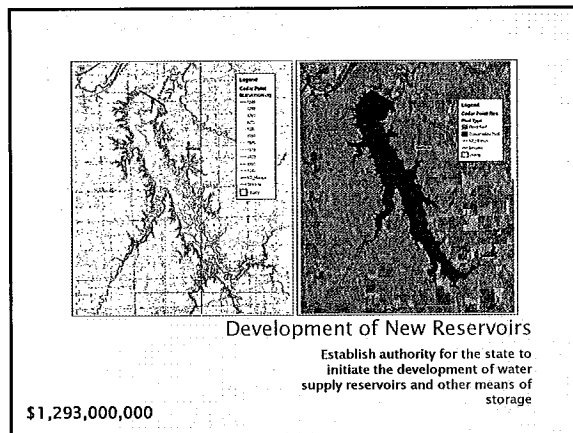 Legend
Legend
Development of New Reservoirs
Establish authority for the state to
initiate the development of water
supply reservoirs and other means of
storage
$1,293,000,000